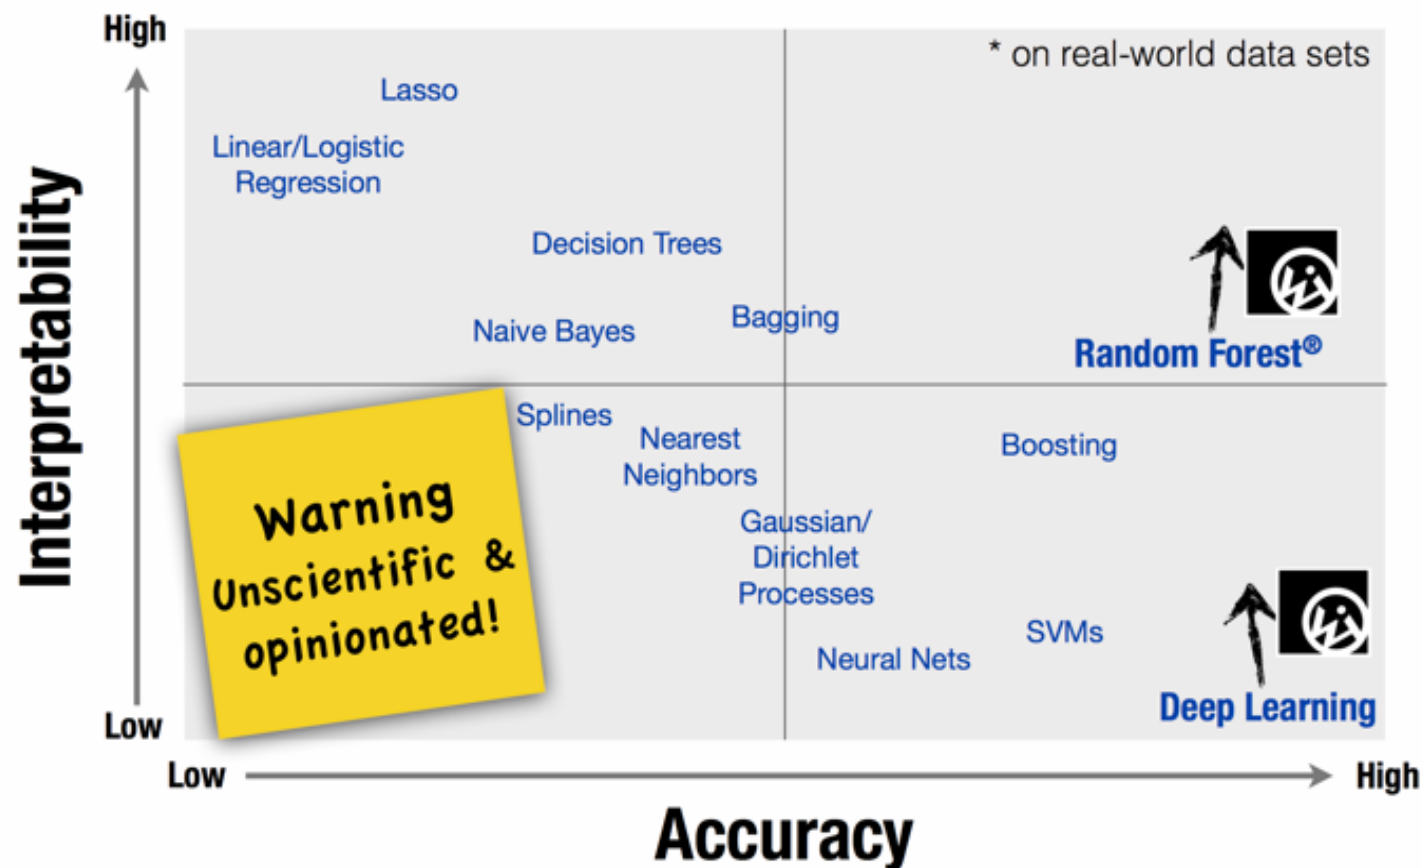 High
* on real-world data sets
Lasso
Linear/Logistic
Regression
Decision Trees
Naive Bayes
Bagging
Random Forest®
Interpretability
Splines
Nearest
Neighbors
Boosting
Warning
Unscientific &
opinionated!
Gaussian/
Dirichlet
Processes
SVMs
Neural Nets
Deep Learning
Low
Low
High
Accuracy